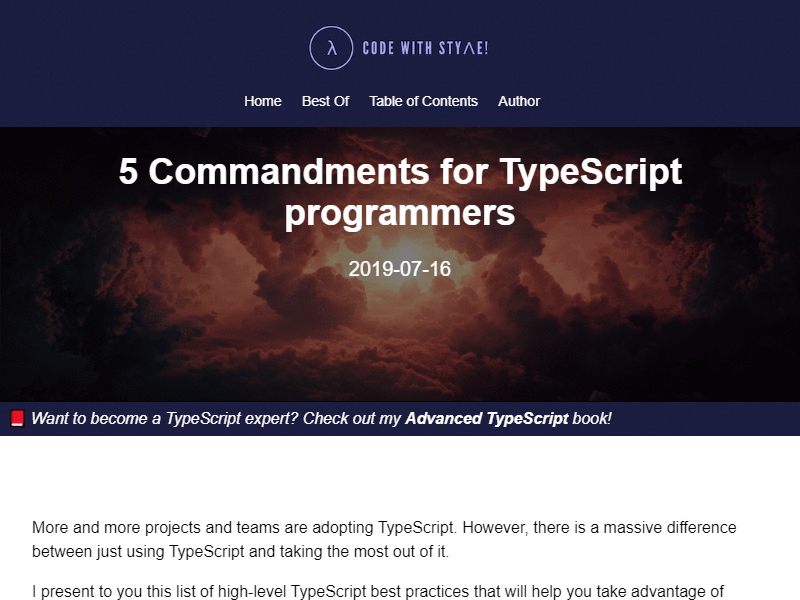 λ CODE WITH STYΛE!
Home Best Of Table of Contents Author
5 Commandments for TypeScript
programmers
2019-07-16
Want to become a TypeScript expert? Check out my Advanced TypeScript book!
More and more projects and teams are adopting TypeScript. However, there is a massive difference
between just using TypeScript and taking the most out of it.
I present to you this list of high-level TypeScript best practices that will help you take advantage of